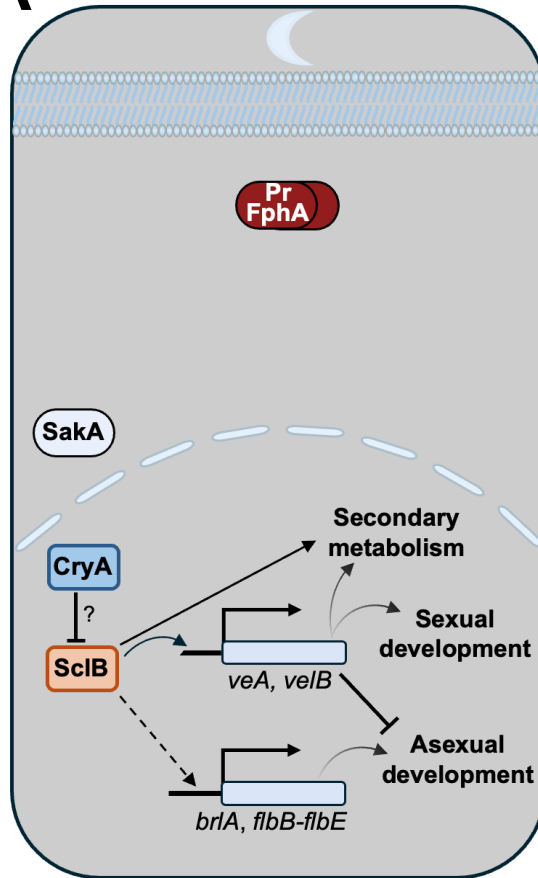 Pr
FphA
SakA
Secondary
metabolism
CryA
?
Sexual
development
SclB
veA, velB
Asexual
development
brlA, flbB-flbE